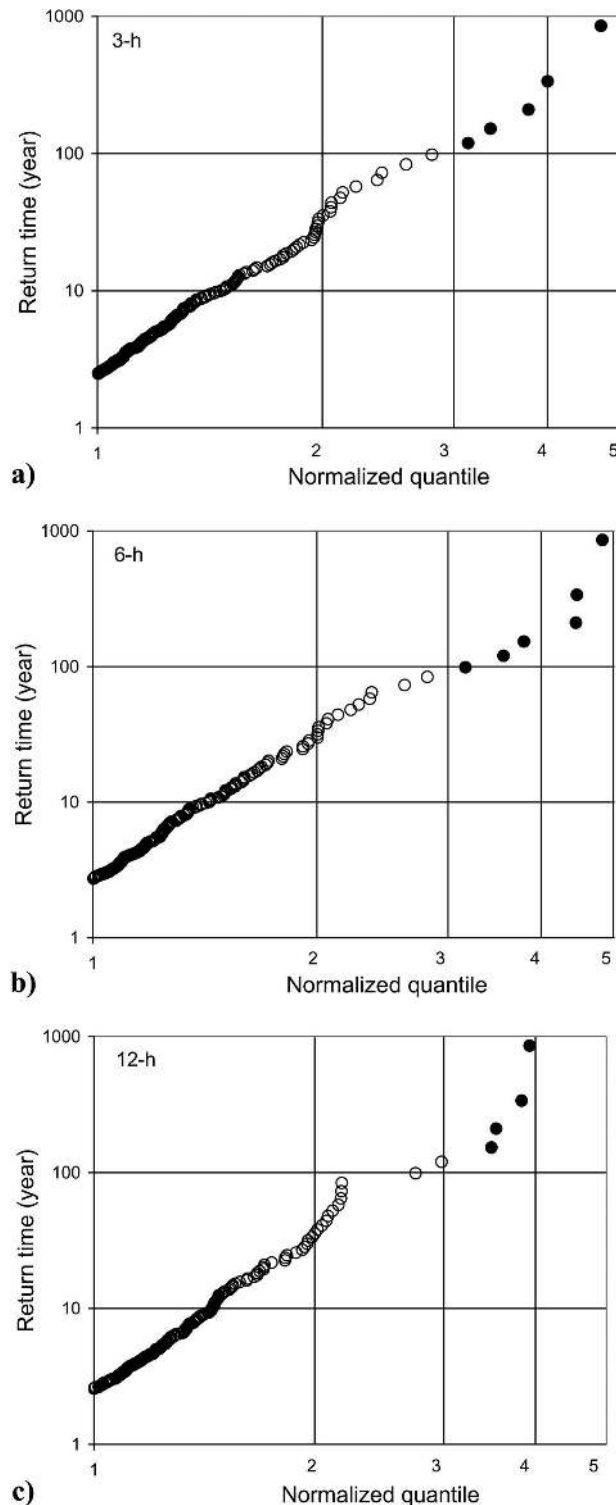 1000
3-h
100
10
1
Return time (year)
1 2 3 4 5
Normalized quantile
a)
1000
6-h
100
10
1
Return time (year)
1 2 3 4 5
Normalized quantile
b)
1000
12-h
100
10
1
Return time (year)
1 2 3 4 5
Normalized quantile
c)